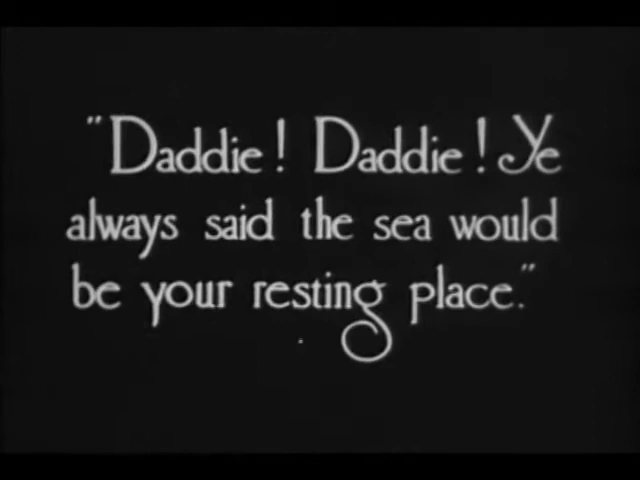 "Daddie! Daddie! Ye
always said the sea would
be your resting place."